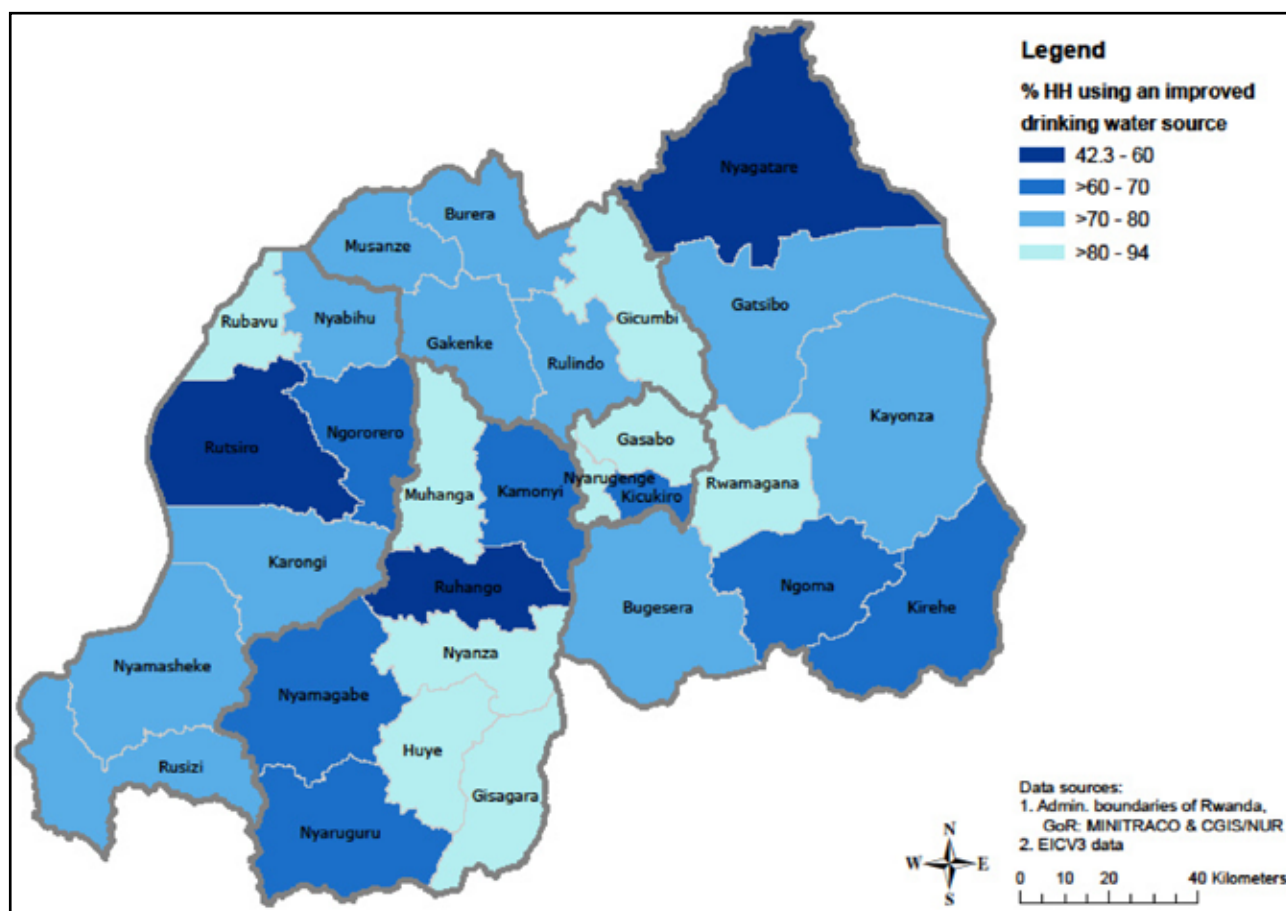 Legend
% HH using an improved
drinking water source
42.3 - 60
>60 - 70
>70 - 80
>80 - 94
Nyagatare
Burera
Musanze
Gatsibo
Gicumbi
Rubavu
Nyabihu
Gakenke
Rulindo
Kayonza
Gasabo
Rutsiro
Ngororero
Nyarugenge
Rwamagana
Muhanga
Kamonyi
Kicukiro
Karongi
Ruhango
Ngoma
Kirehe
Bugesera
Nyanza
Nyamasheke
Nyamagabe
Huye
Rusizi
Gisagara
Nyaruguru
Data sources:
1. Admin. boundaries of Rwanda,
GoR: MINITRACO & CGIS/NUR
2. EICV3 data
N
W E
S
0 10 20 40 Kilometers